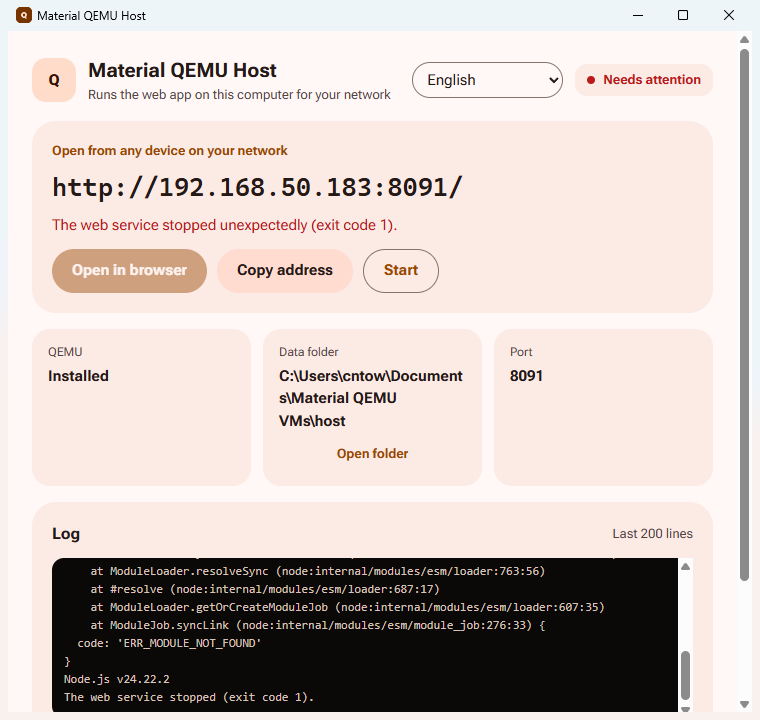 Q Material QEMU Host
Q
Material QEMU Host
Runs the web app on this computer for your network
English
Needs attention
Open from any device on your network
http://192.168.50.183:8091/
The web service stopped unexpectedly (exit code 1).
Open in browser
Copy address
Start
QEMU
Installed
Data folder
C:\Users\cntow\Document
s\Material QEMU
VMs\host
Open folder
Port
8091
Log
Last 200 lines
at ModuleLoader.resolveSync (node:internal/modules/esm/loader:763:56)
at #resolve (node:internal/modules/esm/loader:687:17)
at ModuleLoader.getOrCreateModuleJob (node:internal/modules/esm/loader:607:35)
at ModuleJob.syncLink (node:internal/modules/esm/module_job:276:33) {
code: 'ERR_MODULE_NOT_FOUND'
}
Node.js v24.22.2
The web service stopped (exit code 1).